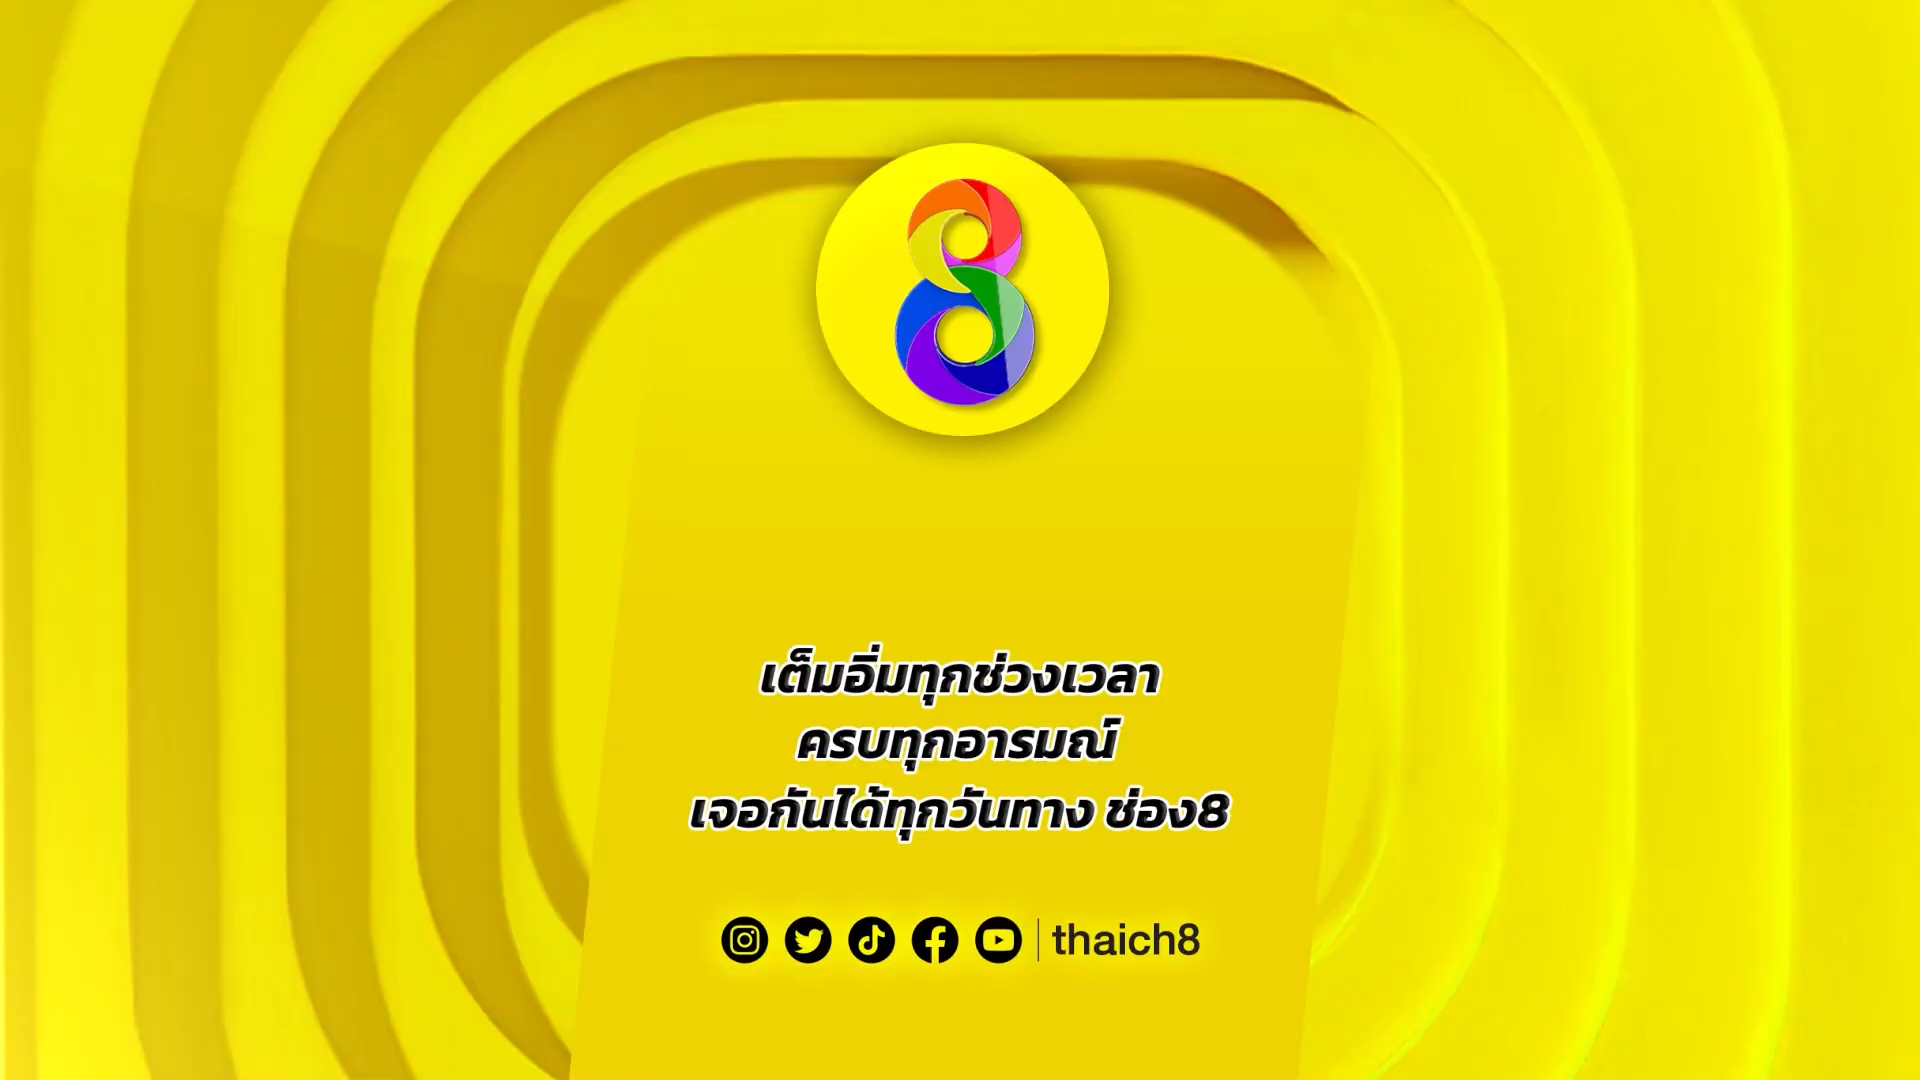 8
เต็มอิ่มทุกช่วงเวลา
ครบทุกอารมณ์
เจอกันได้ทุกวันทาง ช่อง8
thaich8